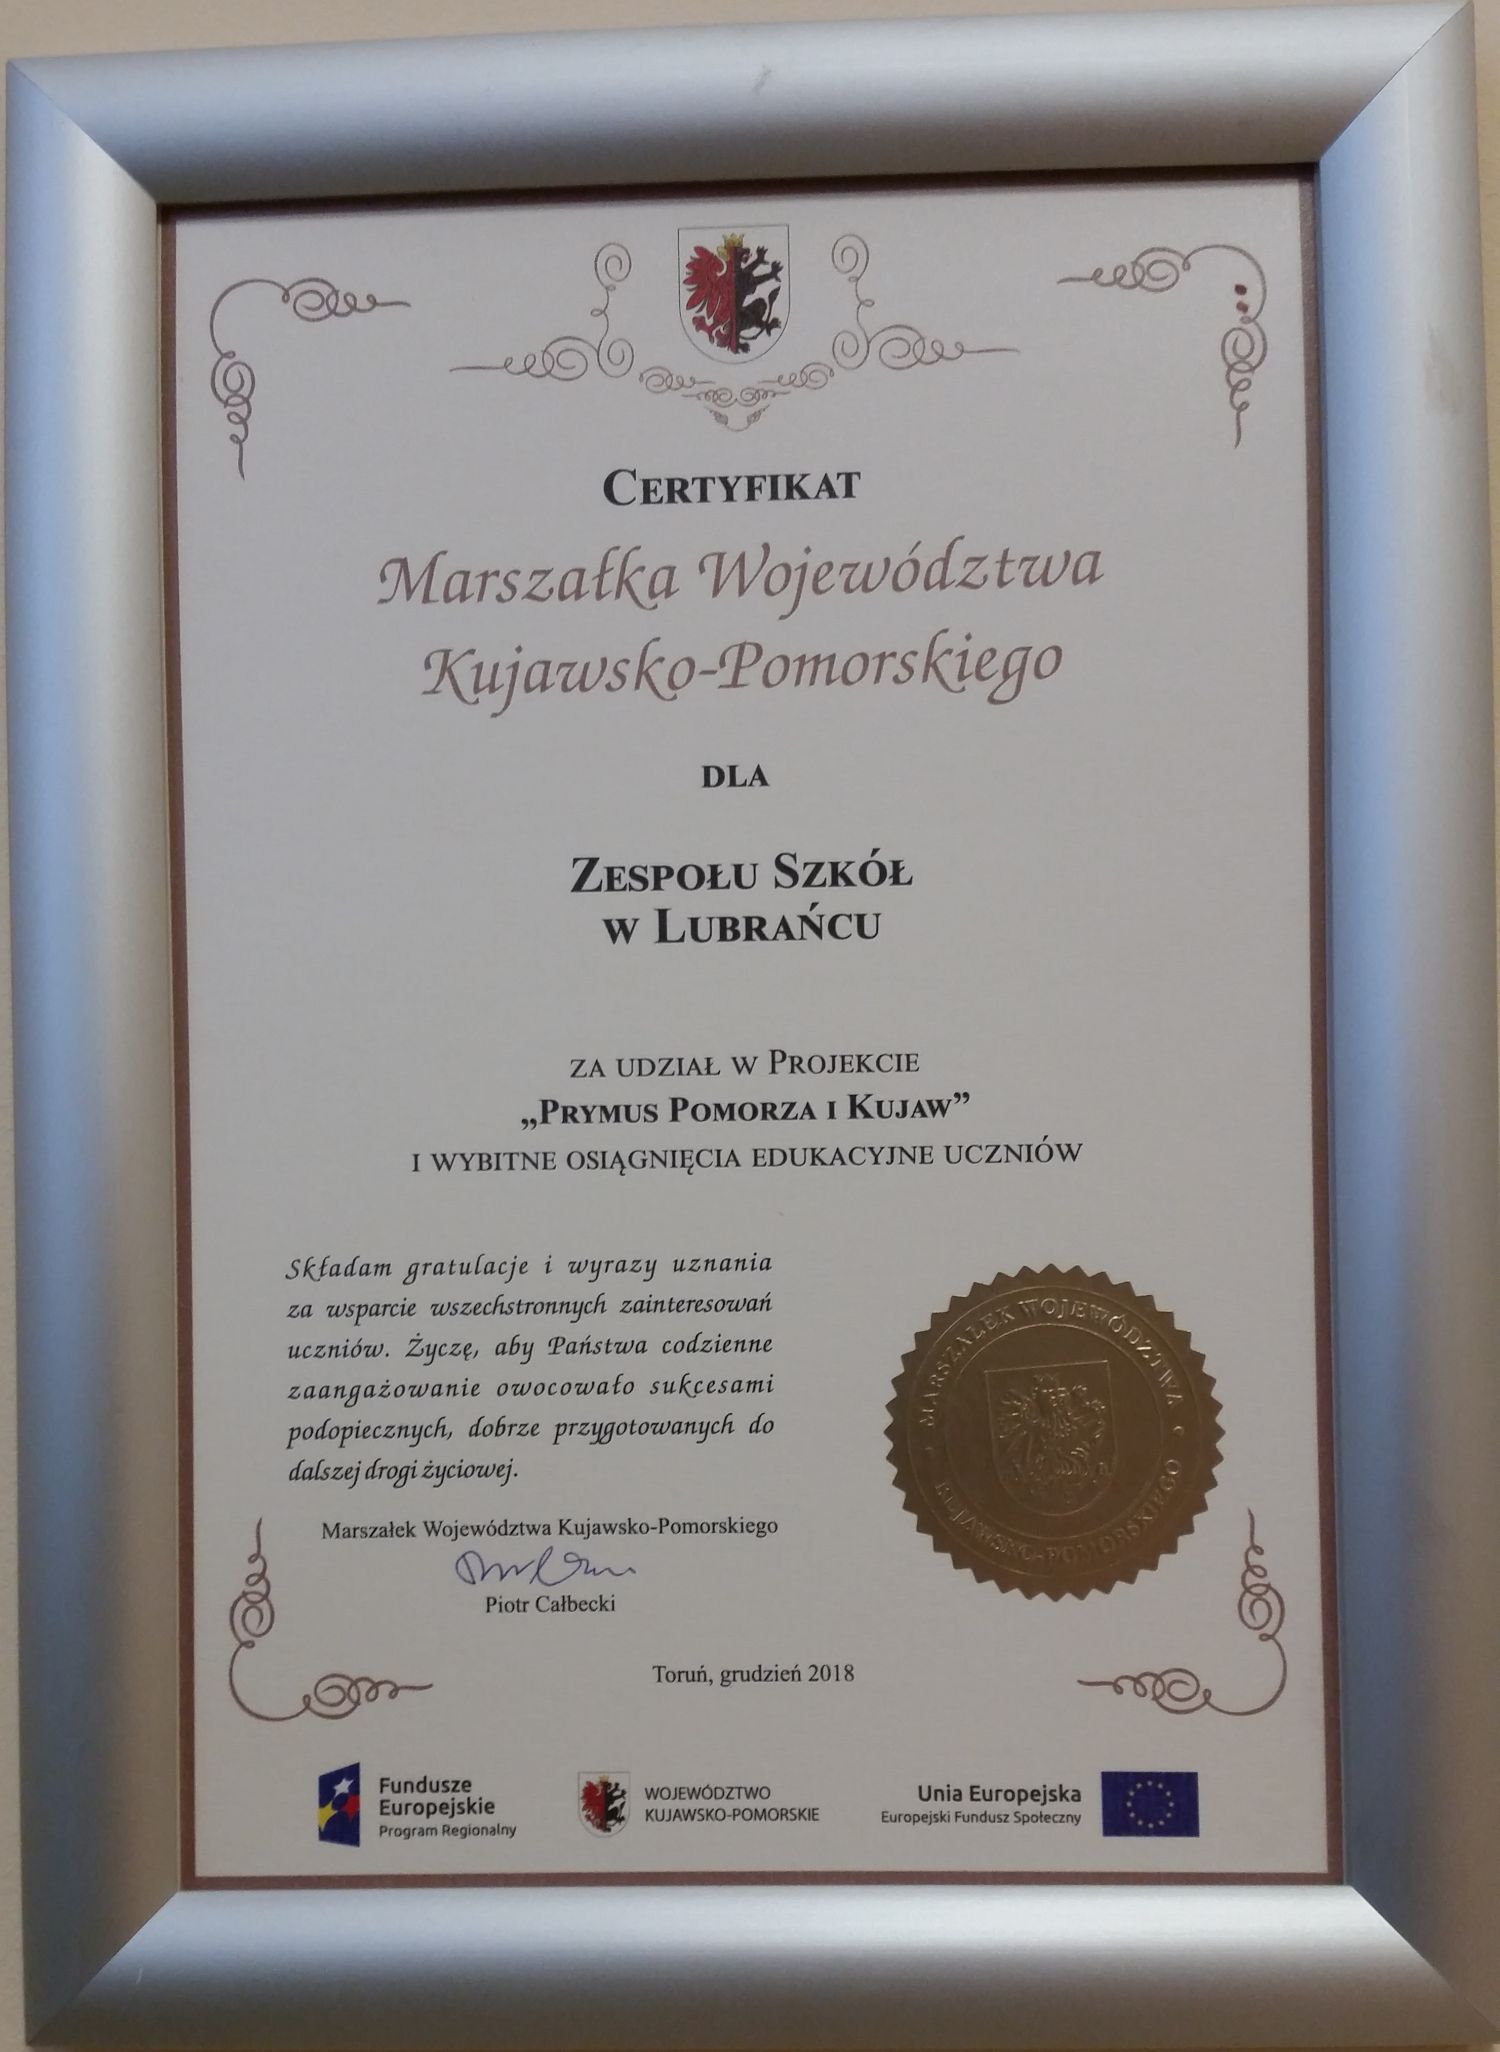 CERTYFIKAT
Marszałka Województwa
Kujawsko-Pomorskiego
DLA
ZESPOŁU SZKÓŁ
W LUBRAŃCU
ZA UDZIAŁ W PROJEKCIE
„PRYMUS POMORZA I KUJAW”
I WYBITNE OSIĄGNIĘCIA EDUKACYJNE UCZNIÓW
Składam gratulacje i wyrazy uznania
za wsparcie wszechstronnych zainteresowań
uczniów. Życzę, aby Państwa codzienne
zaangażowanie owocowało sukcesami
podopiecznych, dobrze przygotowanych do
dalszej drogi życiowej.
MARSZAŁEK WOJEWÓDZTWA
KUJAWSKO-POMORSKIEGO
Marszałek Województwa Kujawsko-Pomorskiego
Piotr Całbecki
Toruń, grudzień 2018
Fundusze
Europejskie
Program Regionalny
WOJEWÓDZTWO
KUJAWSKO-POMORSKIE
Unia Europejska
Europejski Fundusz Społeczny